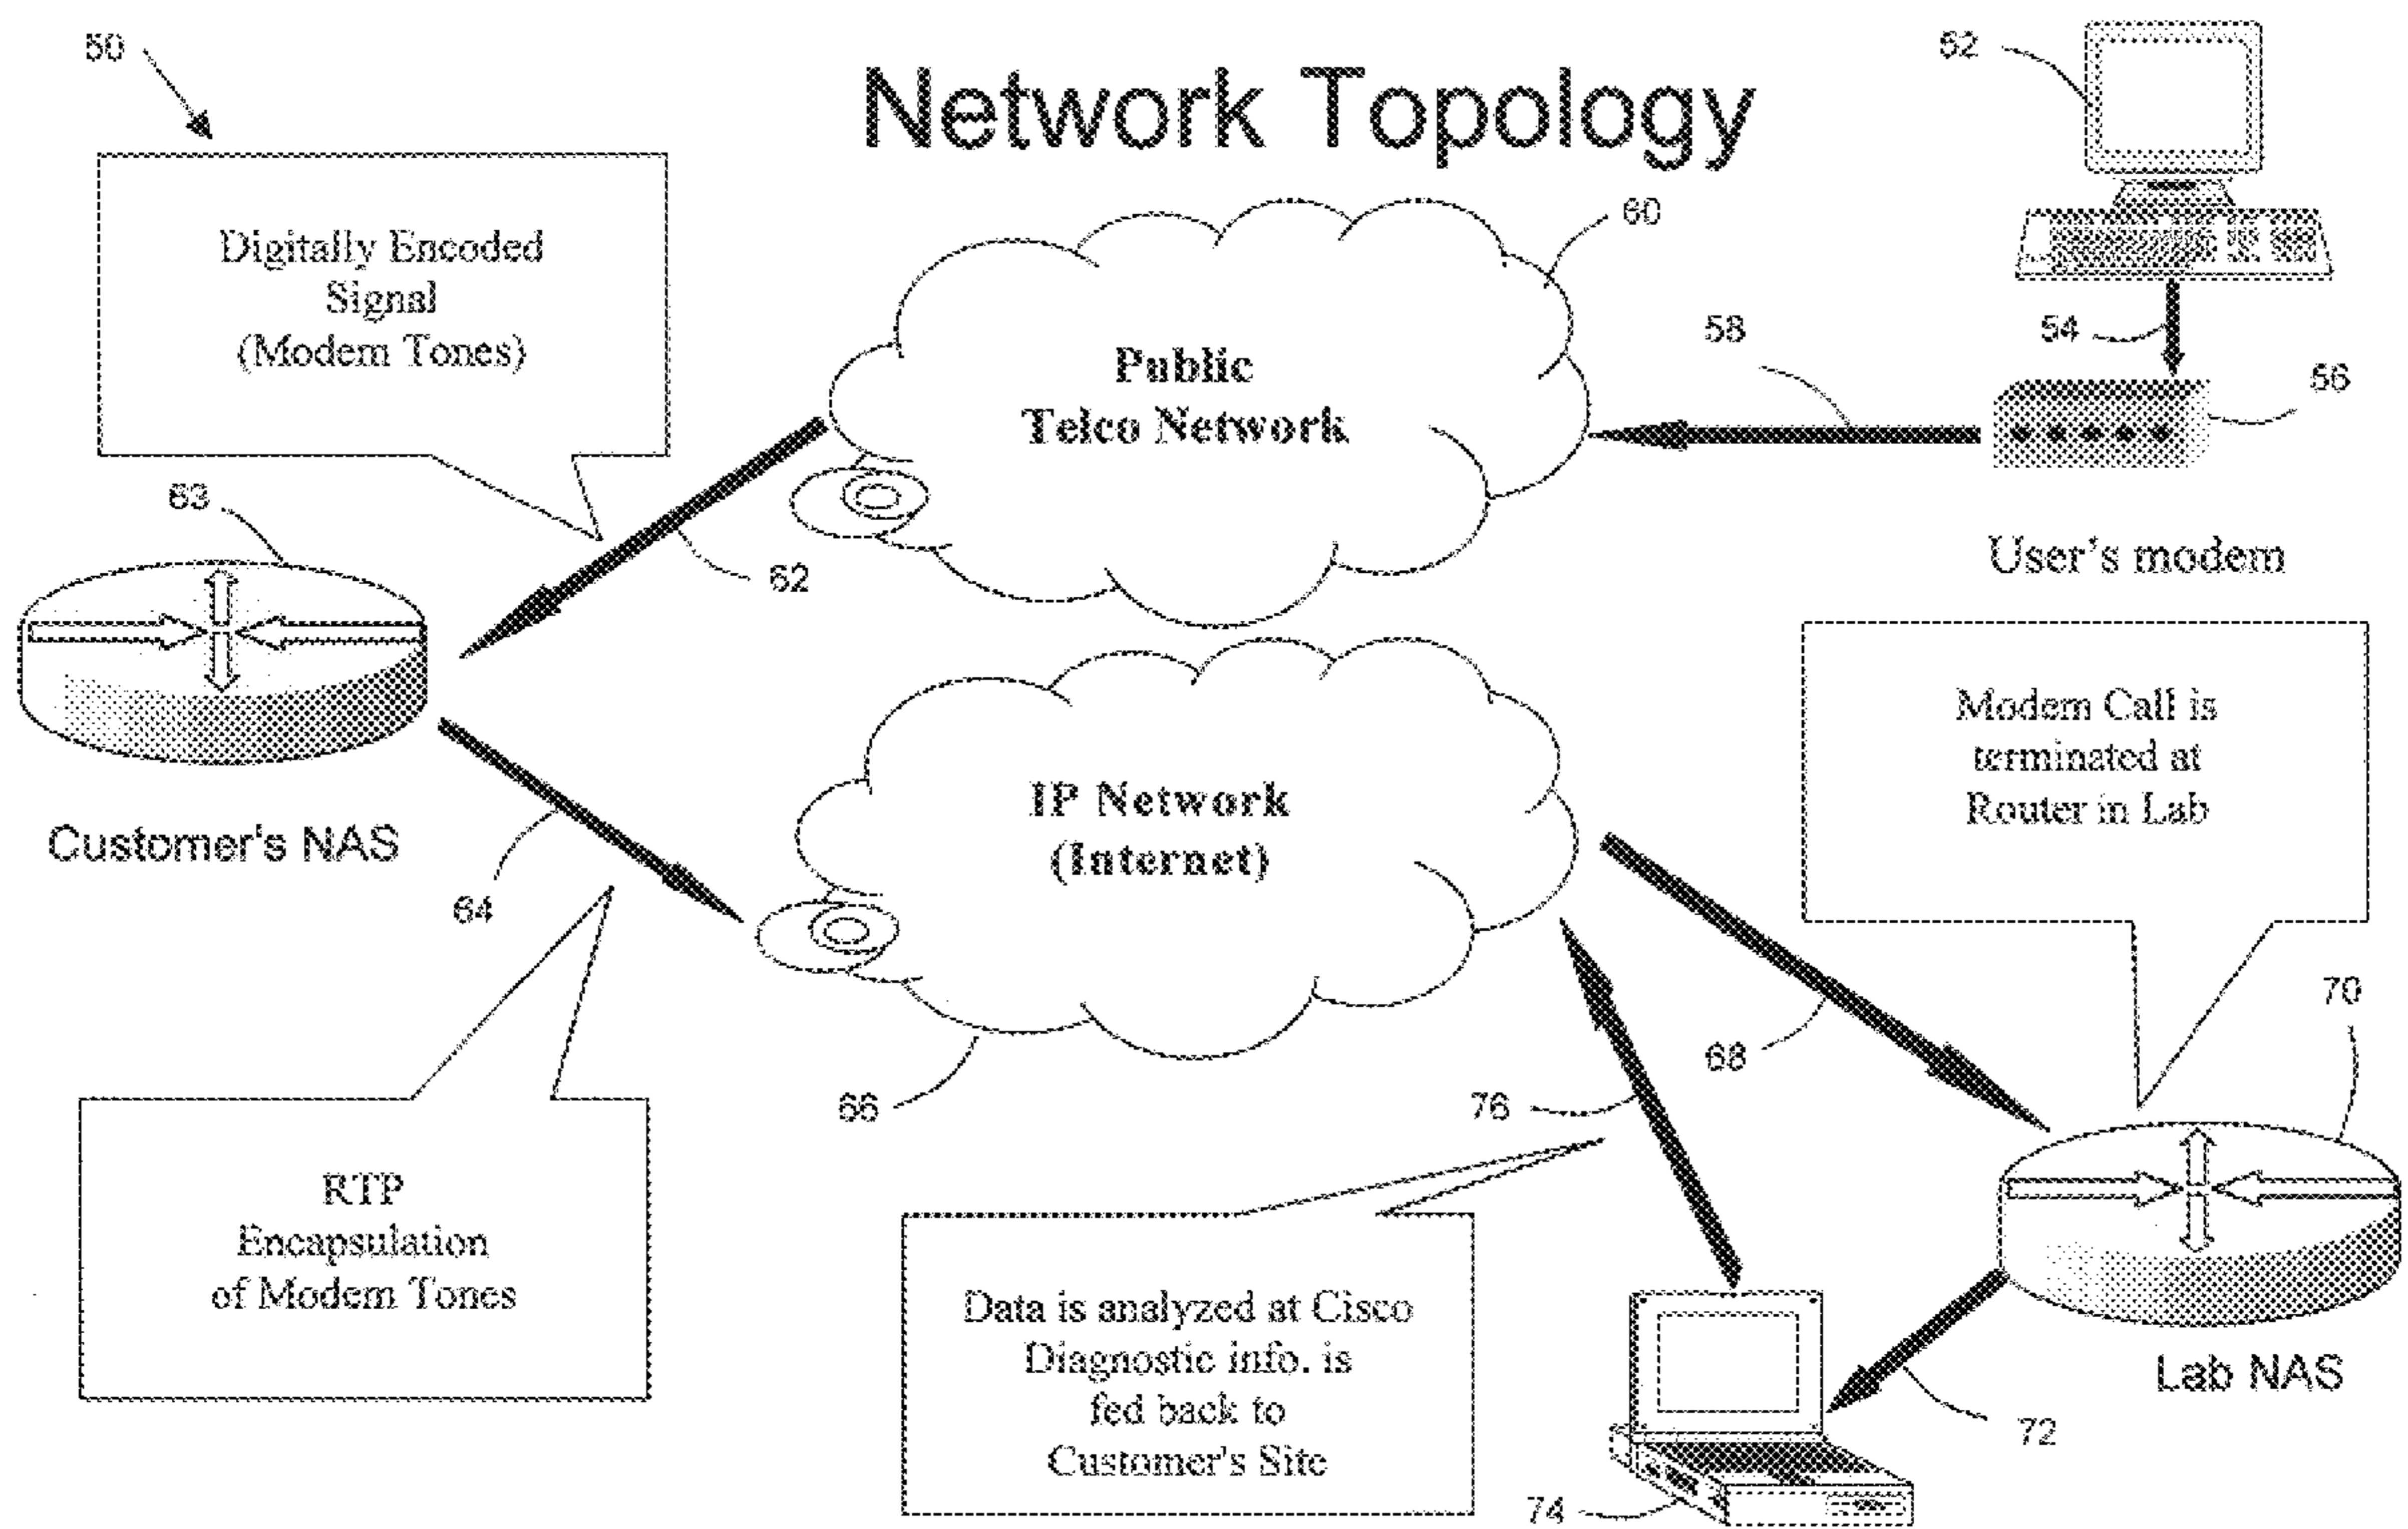 50
Network Topology
52
Digitally Encoded
Signal
(Modem Tones)
60
Public
Telco Network
58
54
56
63
62
User's modem
Customer's NAS
64
IP Network
(Internet)
Modem Call is
terminated at
Router in Lab
70
68
66
76
RTP
Encapsulation
of Modem Tones
Data is analyzed at Cisco
Diagnostic info. is
fed back to
Customer's Site
Lab NAS
72
74